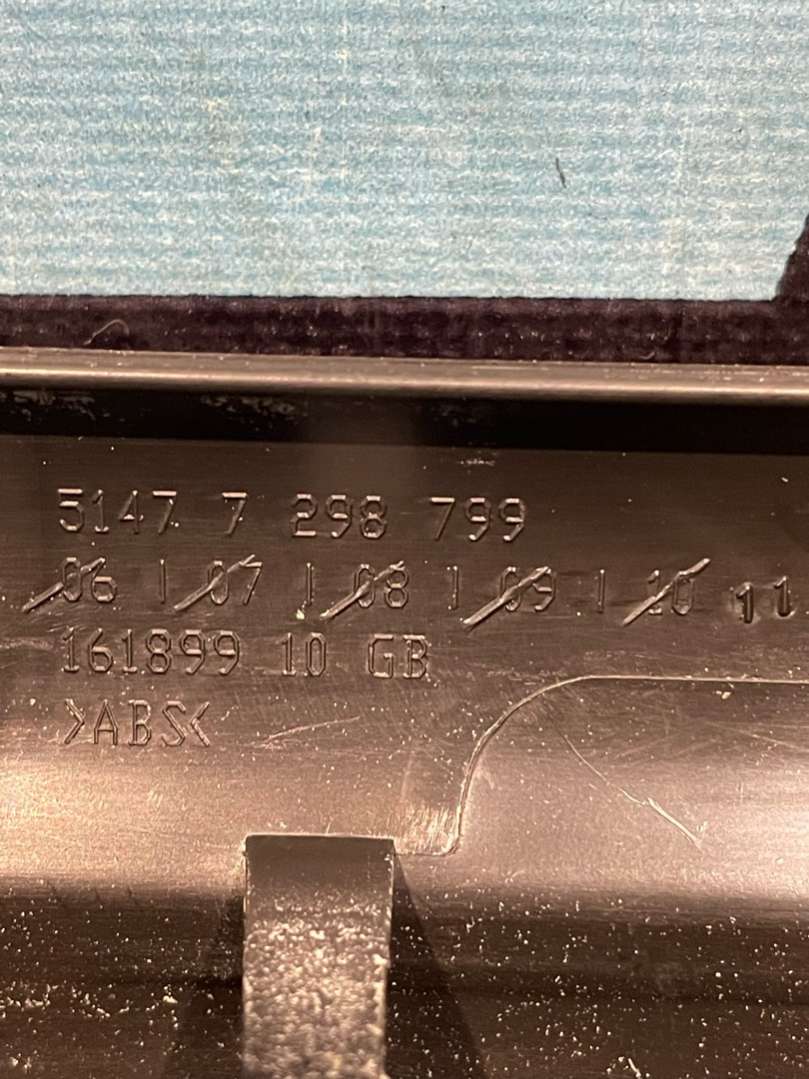 5147 7 298 799
06 | 07 | 08 | 09 | 10 11
161899 10 GB
>ABS<